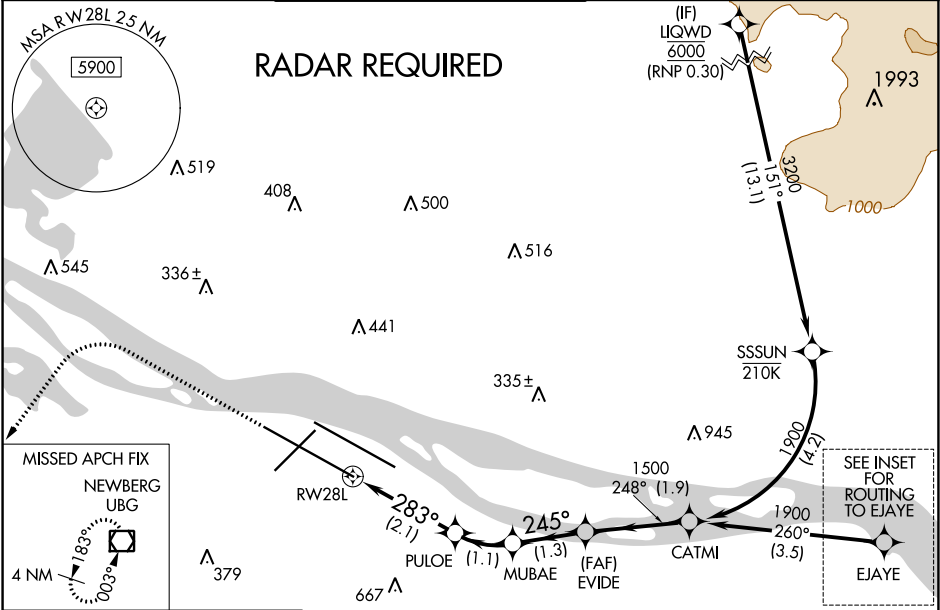 MSA RW28L 25 NM
5900
RADAR REQUIRED
(IF)
LIQWD
6000
(RNP 0.30)
1993
519
408
500
3200
151°
(13.1)
1000
516
545
336 ±
441
SSSUN
210K
335 ±
945
1900
(4.2)
MISSED APCH FIX
NEWBERG
UBG
183°
003°
4 NM
RW28L
283°
(2.1)
1500
248° (1.9)
245°
SEE INSET
FOR
ROUTING
TO EJAYE
1900
260°
(3.5)
PULOE
(1.1)
MUBAE
(1.3)
(FAF)
EVIDE
CATMI
EJAYE
379
667